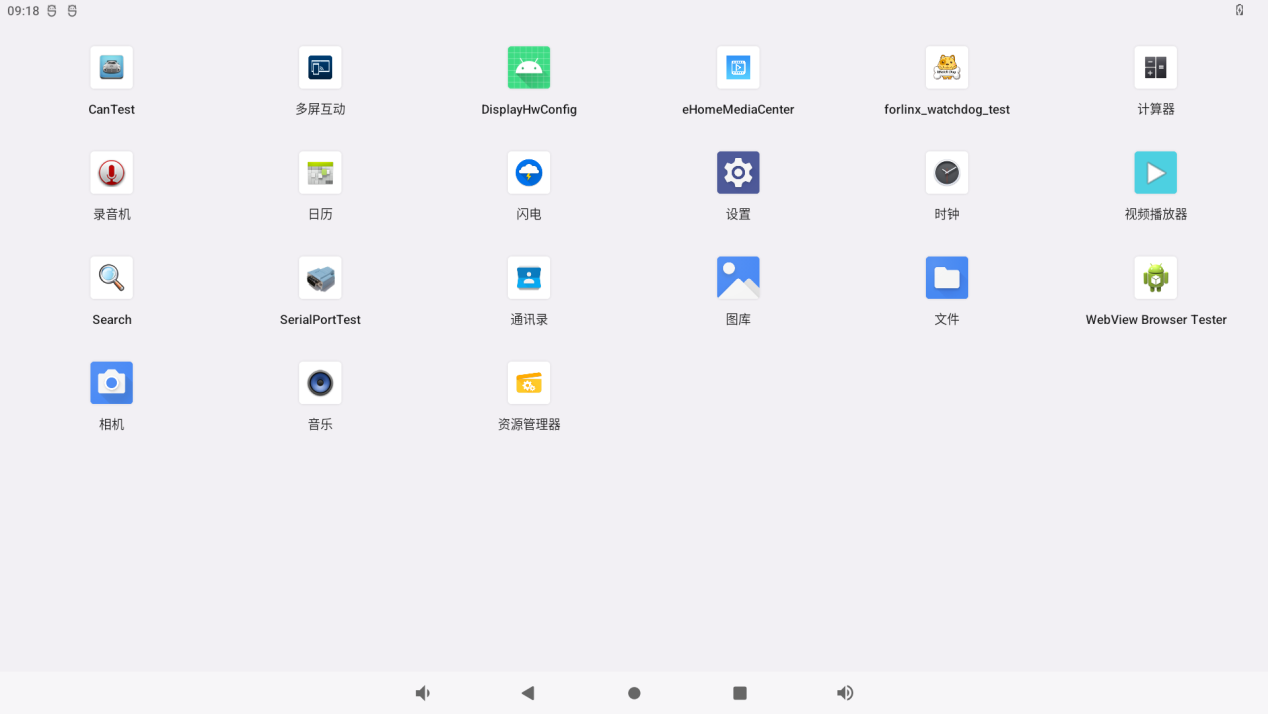 09:18
CanTest
多屏互动
DisplayHwConfig
eHomeMediaCenter
forlinx_watchdog_test
计算器
录音机
日历
闪电
设置
时钟
视频播放器
Search
SerialPortTest
通讯录
图库
文件
WebView Browser Tester
相机
音乐
资源管理器